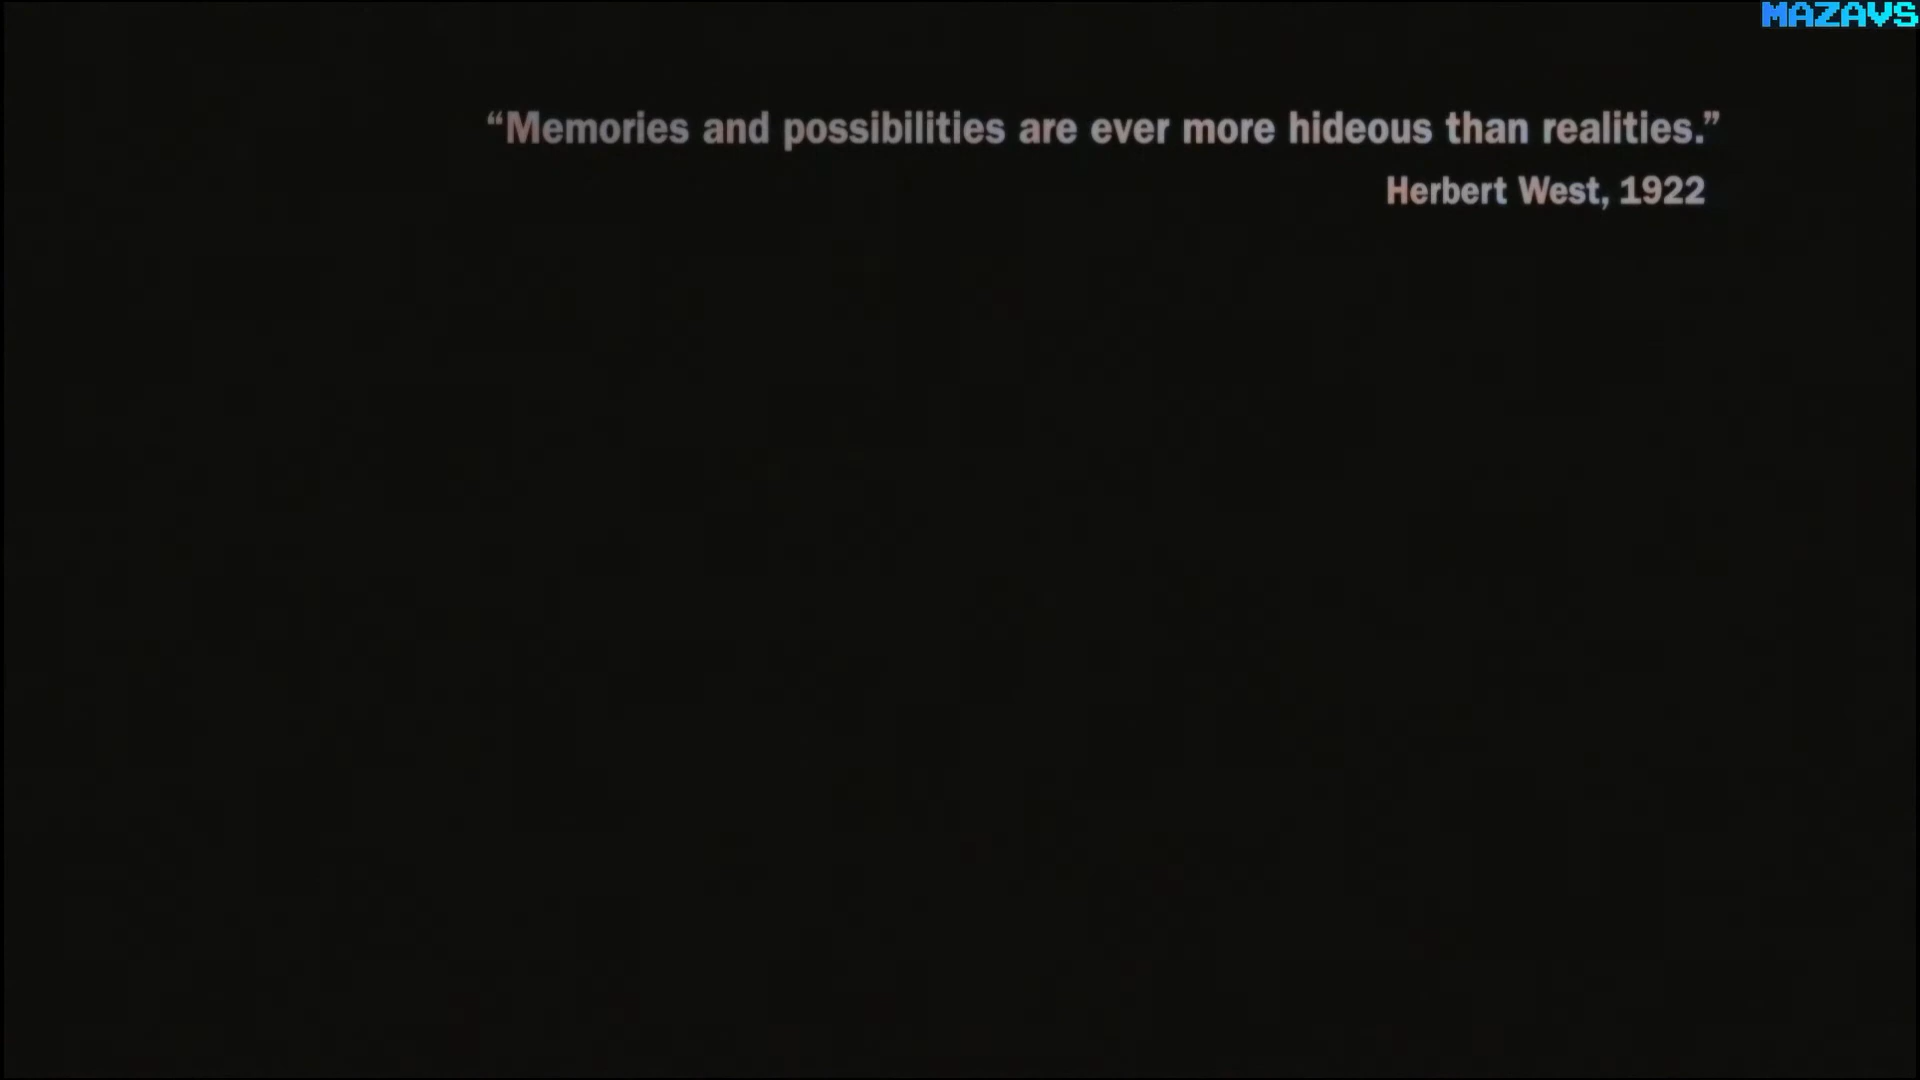 MAZAVS
“Memories and possibilities are ever more hideous than realities.”
Herbert West, 1922